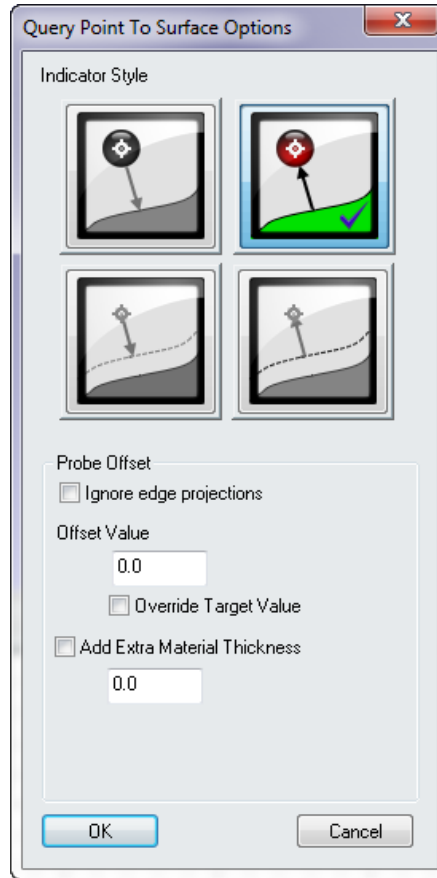 Query Point To Surface Options
Indicator Style
Probe Offset
Ignore edge projections
Offset Value
0.0
Override Target Value
Add Extra Material Thickness
0.0
OK
Cancel